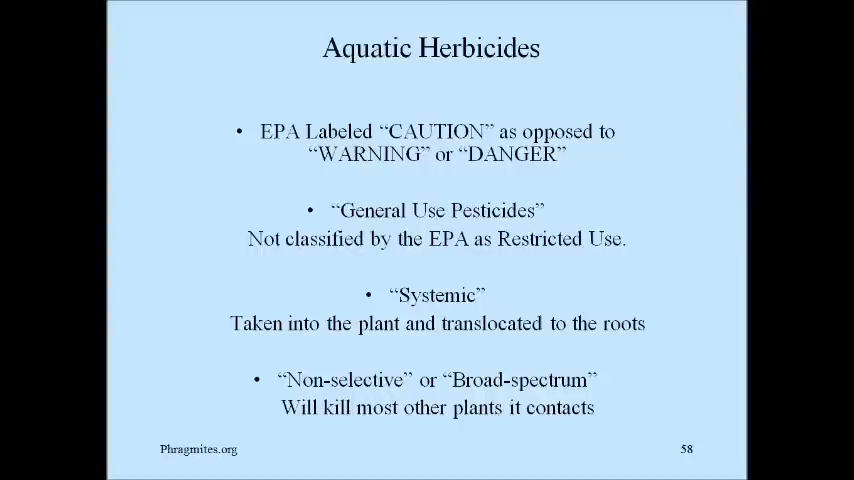 Aquatic Herbicides
• EPA Labeled “CAUTION” as opposed to
“WARNING” or “DANGER”
• “General Use Pesticides”
Not classified by the EPA as Restricted Use.
• “Systemic”
Taken into the plant and translocated to the roots
• “Non-selective” or “Broad-spectrum”
Will kill most other plants it contacts
Phragmites.org
58